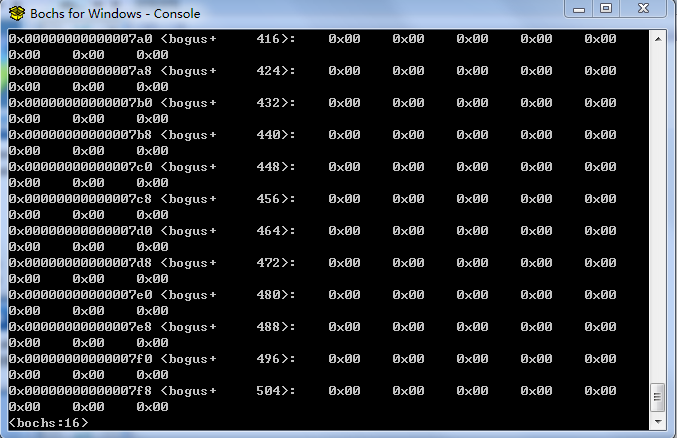 Bochs for Windows - Console
0x00000000000007a0 <bogus+     416>:    0x00    0x00    0x00    0x00    0x00
0x00    0x00    0x00
0x00000000000007a8 <bogus+     424>:    0x00    0x00    0x00    0x00    0x00
0x00    0x00    0x00
0x00000000000007b0 <bogus+     432>:    0x00    0x00    0x00    0x00    0x00
0x00    0x00    0x00
0x00000000000007b8 <bogus+     440>:    0x00    0x00    0x00    0x00    0x00
0x00    0x00    0x00
0x00000000000007c0 <bogus+     448>:    0x00    0x00    0x00    0x00    0x00
0x00    0x00    0x00
0x00000000000007c8 <bogus+     456>:    0x00    0x00    0x00    0x00    0x00
0x00    0x00    0x00
0x00000000000007d0 <bogus+     464>:    0x00    0x00    0x00    0x00    0x00
0x00    0x00    0x00
0x00000000000007d8 <bogus+     472>:    0x00    0x00    0x00    0x00    0x00
0x00    0x00    0x00
0x00000000000007e0 <bogus+     480>:    0x00    0x00    0x00    0x00    0x00
0x00    0x00    0x00
0x00000000000007e8 <bogus+     488>:    0x00    0x00    0x00    0x00    0x00
0x00    0x00    0x00
0x00000000000007f0 <bogus+     496>:    0x00    0x00    0x00    0x00    0x00
0x00    0x00    0x00
0x00000000000007f8 <bogus+     504>:    0x00    0x00    0x00    0x00    0x00
0x00    0x00    0x00
<bochs:16>